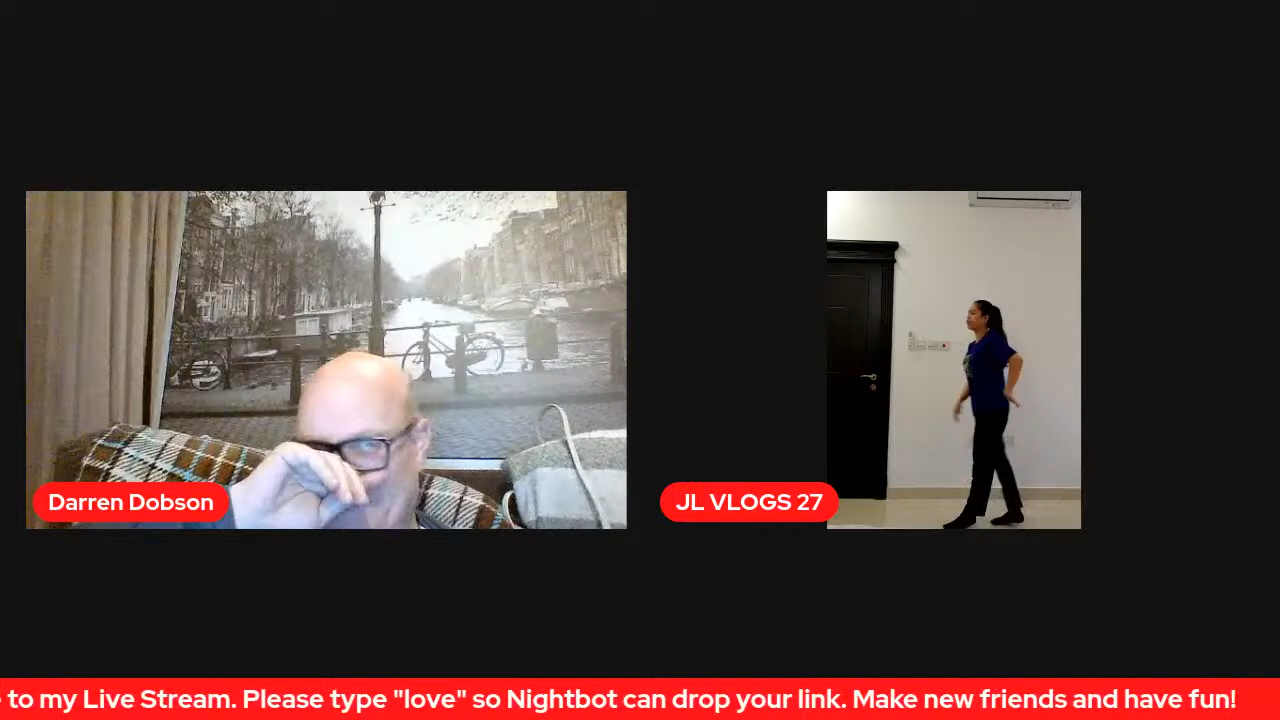 Darren Dobson
JL VLOGS 27
to my Live Stream. Please type "love" so Nightbot can drop your link. Make new friends and have fun!